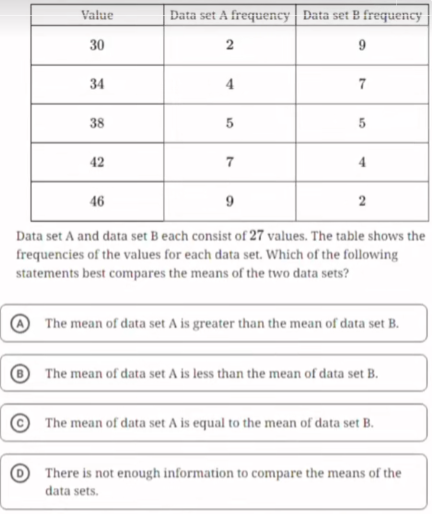 Value Data set A frequency Data set B frequency
30 2 9
34 4 7
38 5 5
42 7 4
46 9 2
Data set A and data set B each consist of 27 values. The table shows the
frequencies of the values for each data set. Which of the following
statements best compares the means of the two data sets?
A The mean of data set A is greater than the mean of data set B.
B The mean of data set A is less than the mean of data set B.
C The mean of data set A is equal to the mean of data set B.
D There is not enough information to compare the means of the
data sets.